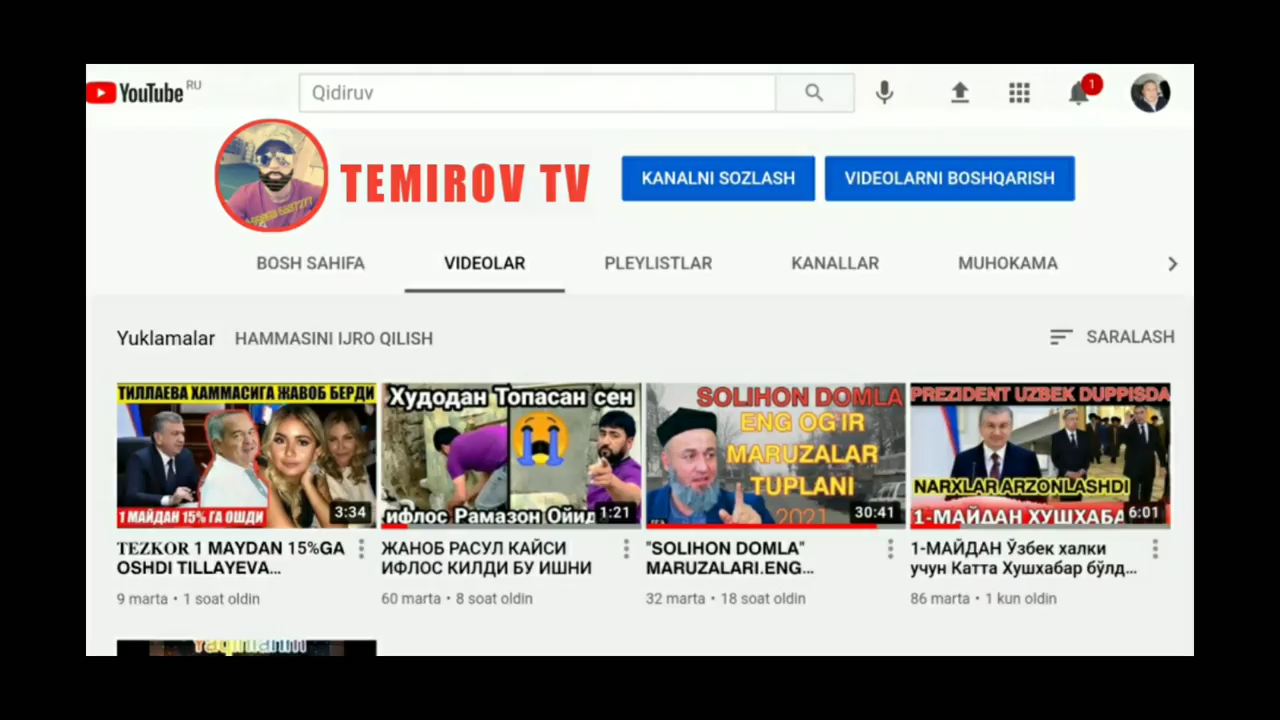 YouTube RU
Qidiruv
1
TEMIROV TV
KANALNI SOZLASH
VIDEOLARNI BOSHQARISH
BOSH SAHIFA
VIDEOLAR
PLEYLISTLAR
KANALLAR
MUHOKAMA
Yuklamalar
HAMMASINI IJRO QILISH
SARALASH
ТИЛЛАЕВА ХАММАСИГА ЖАВОБ БЕРДИ
1 МАЙДАН 15% ГА ОШДИ
3:34
TEZKOR 1 MAYDAN 15%GA
OSHDI TILLAYEVA...
9 marta • 1 soat oldin
Худодан Топасан сен
ифлос Рамазон Ойид
1:21
ЖАНОБ РАСУЛ КАЙСИ
ИФЛОС КИЛДИ БУ ИШНИ
60 marta • 8 soat oldin
SOLIHON DOMLA
ENG OG'IR
MARUZALAR
TUPLANI
2021
30:41
"SOLIHON DOMLA"
MARUZALARI.ENG...
32 marta • 18 soat oldin
PREZIDENT UZBEK DUPPISDA
NARXLAR ARZONLASHDI
1-МАЙДАН ХУШХАБА
6:01
1-МАЙДАН Ўзбек халки
учун Катта Хушхабар бўлд...
86 marta • 1 kun oldin